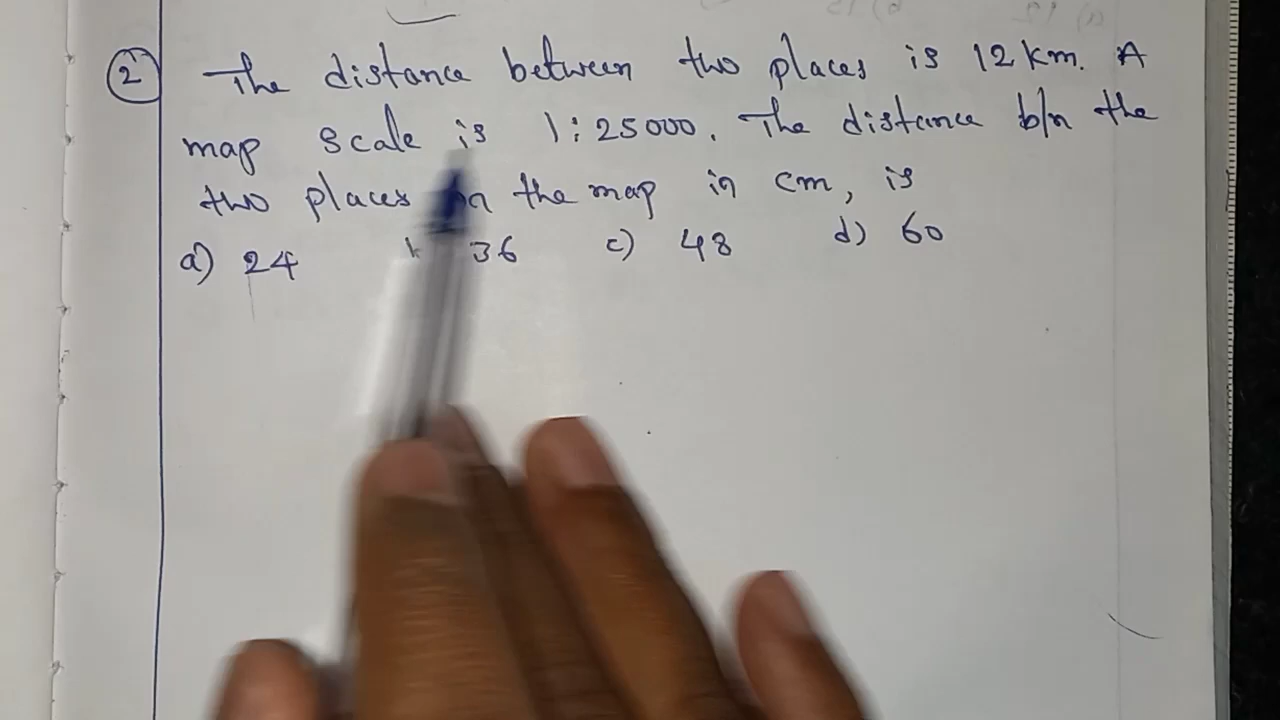 2 The distance between two places is 12 km. A
map scale is 1:25000. The distance b/n the
two places the map in cm, is
a) 24 36 c) 48 d) 60